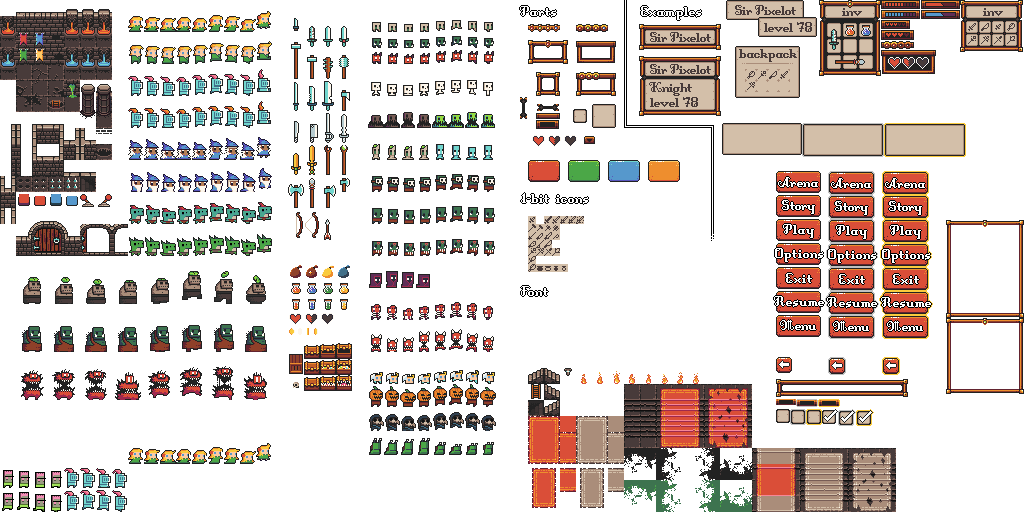 Parts
Examples
Sir Pixelot
level 78
inv
inv
Sir Pixelot
backpack
Sir Pixelot
Knight
level 78
1-bit icons
Font
Arena Arena Arena
Story Story Story
Play Play Play
Options Options Options
Exit Exit Exit
Resume Resume Resume
Menu Menu Menu